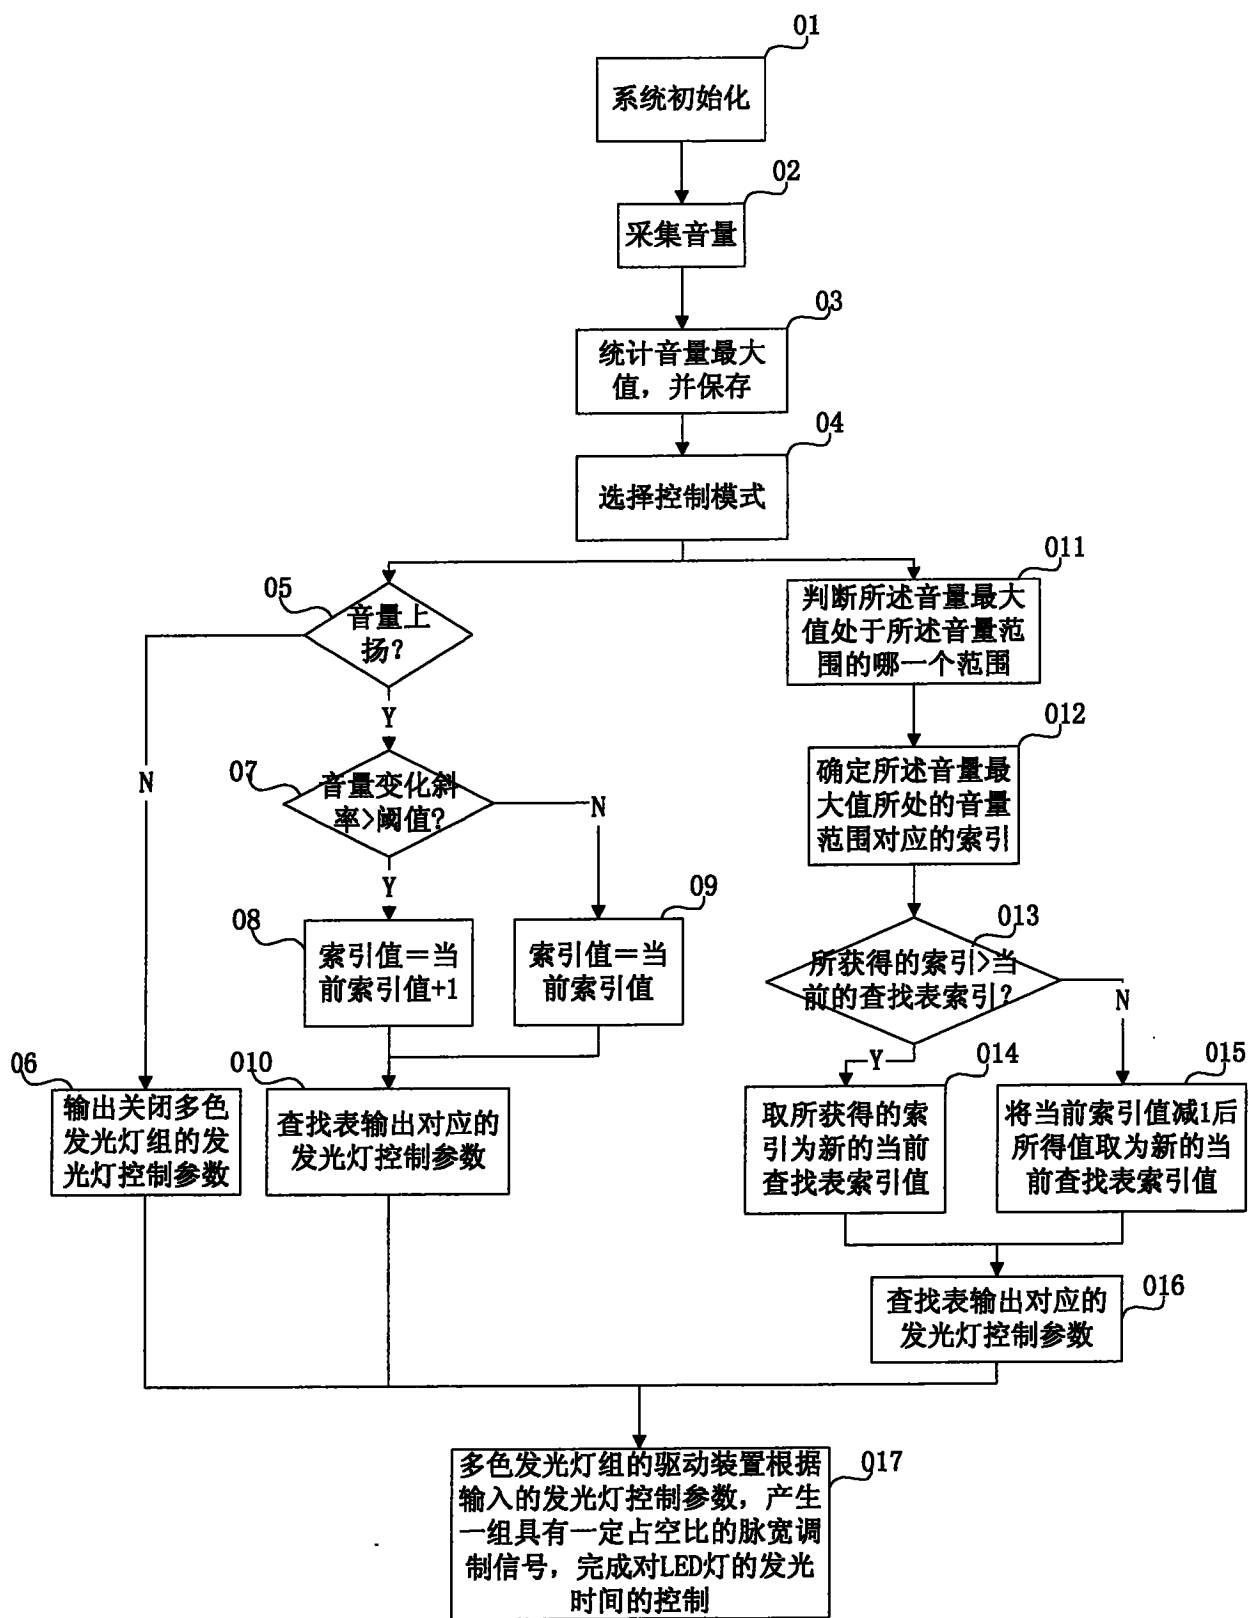 01
系统初始化
02
采集音量
03
统计音量最大
值，并保存
04
选择控制模式
05
音量上
扬？
Y
N
07
音量变化斜
率>阈值?
N
Y
08
索引值＝当
前索引值+1
09
索引值＝当
前索引值
06
输出关闭多色
发光灯组的发
光灯控制参数
010
查找表输出对应的
发光灯控制参数
011
判断所述音量最大
值处于所述音量范
围的哪一个范围
012
确定所述音量最
大值所处的音量
范围对应的索引
013
所获得的索引>当
前的查找表索引？
N
Y
014
取所获得的索
引为新的当前
查找表索引值
015
将当前索引值减1后
所得值取为新的当
前查找表索引值
016
查找表输出对应的
发光灯控制参数
017
多色发光灯组的驱动装置根据
输入的发光灯控制参数，产生
一组具有一定占空比的脉宽调
制信号，完成对LED灯的发光
时间的控制